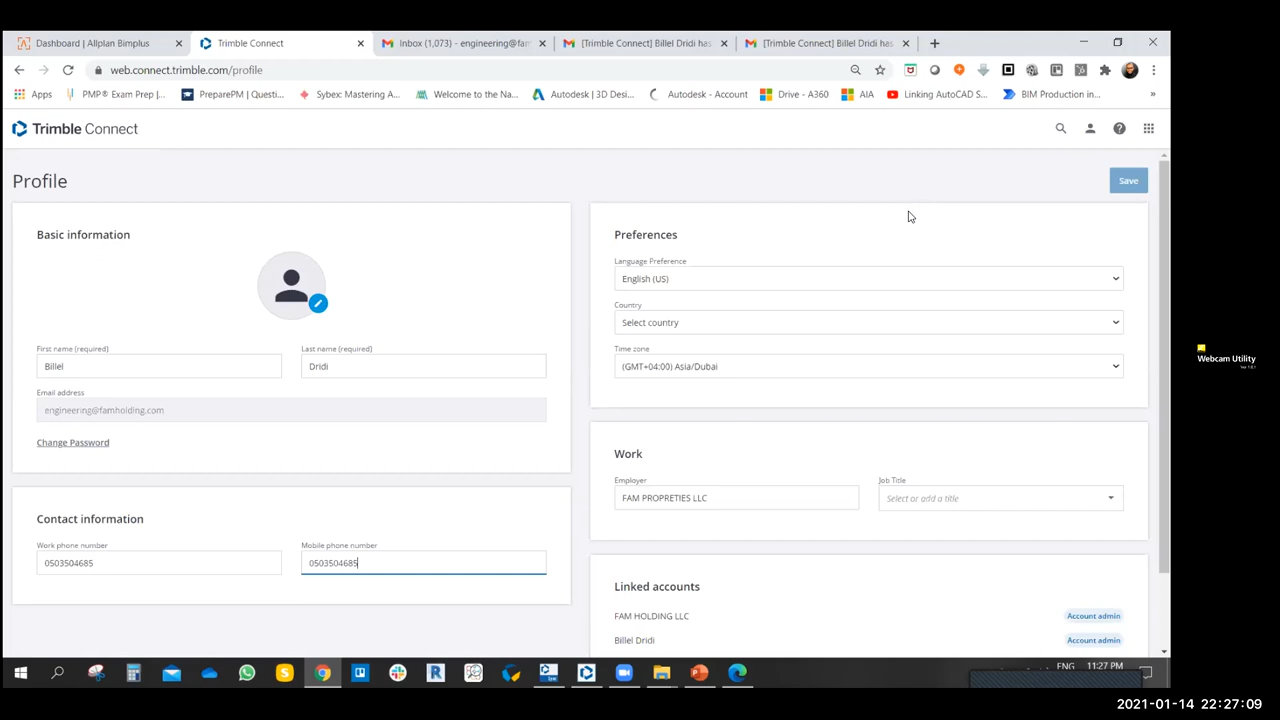 Dashboard | Allplan Bimplus
Trimble Connect
Inbox (1,073) - engineering@fam
[Trimble Connect] Billel Dridi has
[Trimble Connect] Billel Dridi has
web.connect.trimble.com/profile
Apps
PMP® Exam Prep |...
PreparePM | Questi...
Sybex: Mastering A...
Welcome to the Na...
Autodesk | 3D Desi...
Autodesk - Account
Drive - A360
AIA
Linking AutoCAD S...
BIM Production in...
»
Trimble Connect
Profile
Save
Basic information
First name (required)
Last name (required)
Billel
Dridi
Email address
engineering@famholding.com
Change Password
Contact information
Work phone number
Mobile phone number
0503504685
0503504685
Preferences
Language Preference
English (US)
Country
Select country
Time zone
(GMT+04:00) Asia/Dubai
Work
Employer
Job Title
FAM PROPRETIES LLC
Select or add a title
Linked accounts
FAM HOLDING LLC
Account admin
Billel Dridi
Account admin
ENG
11:27 PM
Webcam Utility
2021-01-14 22:27:09